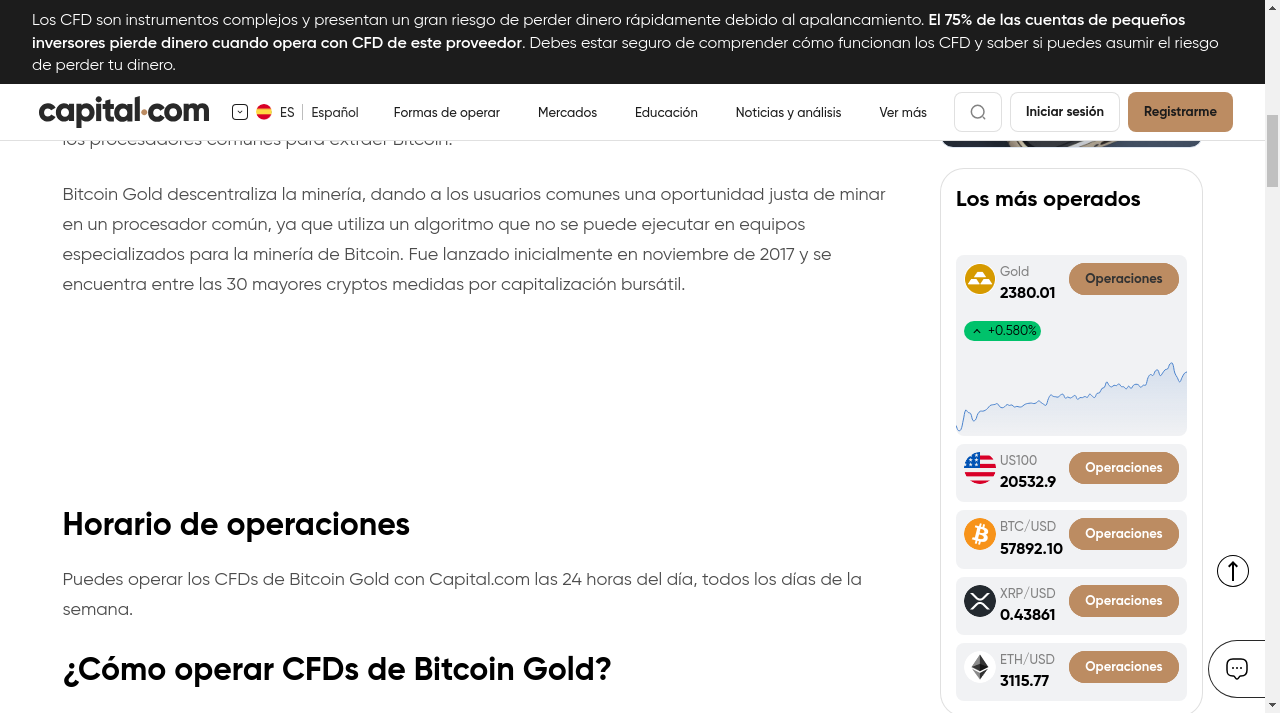 Los CFD son instrumentos complejos y presentan un gran riesgo de perder dinero rápidamente debido al apalancamiento. El 75% de las cuentas de pequeños
inversores pierde dinero cuando opera con CFD de este proveedor. Debes estar seguro de comprender cómo funcionan los CFD y saber si puedes asumir el riesgo
de perder tu dinero.
capital.com
ES Español
Formas de operar
Mercados
Educación
Noticias y análisis
Ver más
Iniciar sesión
Registrarme
los procesadores comunes para extraer Bitcoin.
Bitcoin Gold descentraliza la minería, dando a los usuarios comunes una oportunidad justa de minar
en un procesador común, ya que utiliza un algoritmo que no se puede ejecutar en equipos
especializados para la minería de Bitcoin. Fue lanzado inicialmente en noviembre de 2017 y se
encuentra entre las 30 mayores cryptos medidas por capitalización bursátil.
Horario de operaciones
Puedes operar los CFDs de Bitcoin Gold con Capital.com las 24 horas del día, todos los días de la
semana.
¿Cómo operar CFDs de Bitcoin Gold?
Los más operados
Gold
2380.01
Operaciones
+0.580%
US100
20532.9
Operaciones
BTC/USD
57892.10
Operaciones
XRP/USD
0.43861
Operaciones
ETH/USD
3115.77
Operaciones